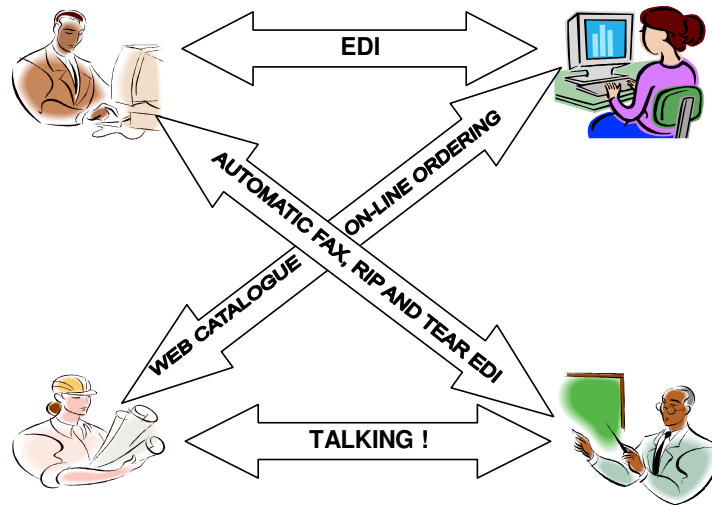 EDI
WEB CATALOGUE ON-LINE ORDERING
AUTOMATIC FAX, RIP AND TEAR EDI
TALKING !